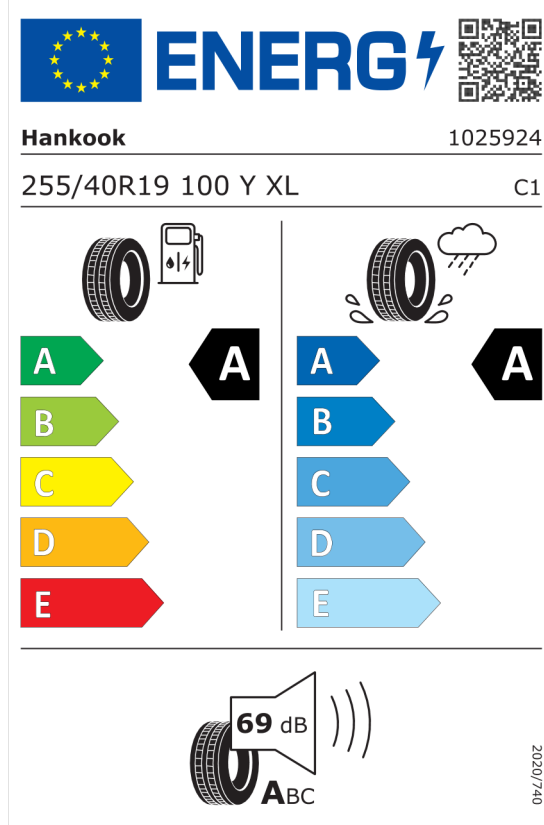 ENERG
Hankook 1025924
255/40R19 100 Y XL C1
A A
B
C
D
E
A A
B
C
D
E
69 dB
ABC
2020/740